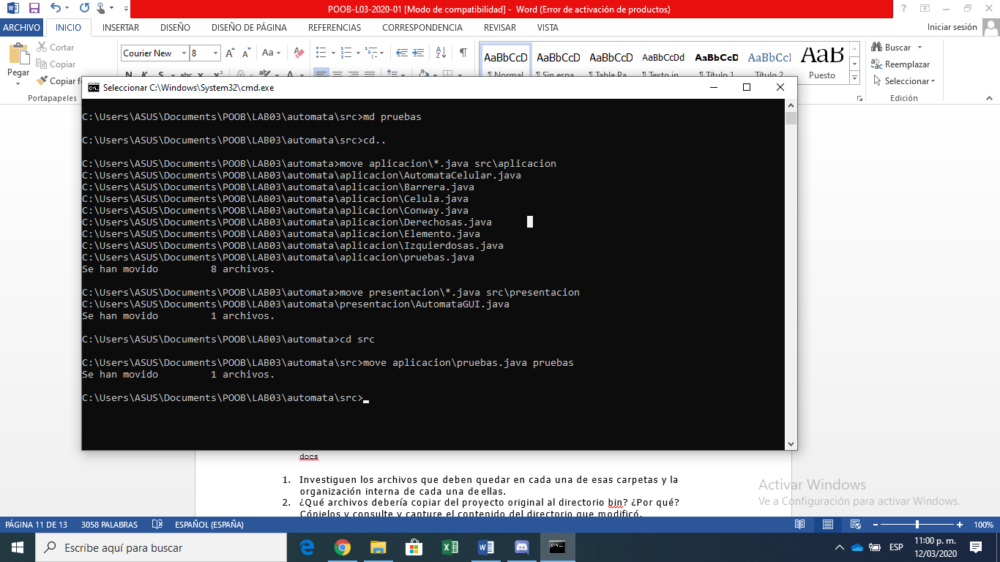 POOB-L03-2020-01 [Modo de compatibilidad] - Word (Error de activación de productos)
ARCHIVO INICIO INSERTAR DISEÑO DISEÑO DE PÁGINA REFERENCIAS CORRESPONDENCIA REVISAR VISTA Iniciar sesión
Pegar
Cortar
Copiar
Copiar fo
Portapapeles
Courier New 8
N K S abc x x²
AaBbCcD AaBbCcD AaBbCcD AaBbCcDd AaBbCcD AaBbCcl AaB
¶ Normal ¶ Sin espa... ¶ Table Pa... ¶ Texto in... ¶ Título 1 Título 2 Puesto
Buscar
Reemplazar
Seleccionar
Edición
Seleccionar C:\Windows\System32\cmd.exe
C:\Users\ASUS\Documents\POOB\LAB03\automata\src>md pruebas
C:\Users\ASUS\Documents\POOB\LAB03\automata\src>cd..
C:\Users\ASUS\Documents\POOB\LAB03\automata>move aplicacion\*.java src\aplicacion
C:\Users\ASUS\Documents\POOB\LAB03\automata\aplicacion\AutomataCelular.java
C:\Users\ASUS\Documents\POOB\LAB03\automata\aplicacion\Barrera.java
C:\Users\ASUS\Documents\POOB\LAB03\automata\aplicacion\Celula.java
C:\Users\ASUS\Documents\POOB\LAB03\automata\aplicacion\Conway.java
C:\Users\ASUS\Documents\POOB\LAB03\automata\aplicacion\Derechosas.java
C:\Users\ASUS\Documents\POOB\LAB03\automata\aplicacion\Elemento.java
C:\Users\ASUS\Documents\POOB\LAB03\automata\aplicacion\Izquierdosas.java
C:\Users\ASUS\Documents\POOB\LAB03\automata\aplicacion\pruebas.java
Se han movido         8 archivos.
C:\Users\ASUS\Documents\POOB\LAB03\automata>move presentacion\*.java src\presentacion
C:\Users\ASUS\Documents\POOB\LAB03\automata\presentacion\AutomataGUI.java
Se han movido         1 archivos.
C:\Users\ASUS\Documents\POOB\LAB03\automata>cd src
C:\Users\ASUS\Documents\POOB\LAB03\automata\src>move aplicacion\pruebas.java pruebas
Se han movido         1 archivos.
C:\Users\ASUS\Documents\POOB\LAB03\automata\src>
docs
1. Investiguen los archivos que deben quedar en cada una de esas carpetas y la
organización interna de cada una de ellas.
2. ¿Qué archivos debería copiar del proyecto original al directorio bin? ¿Por qué?
Cópielos y consulte y capture el contenido del directorio que modificó.
Activar Windows
Ve a Configuración para activar Windows.
PÁGINA 11 DE 13 3058 PALABRAS ESPAÑOL (ESPAÑA) 100%
Escribe aquí para buscar
ESP
11:00 p. m.
12/03/2020